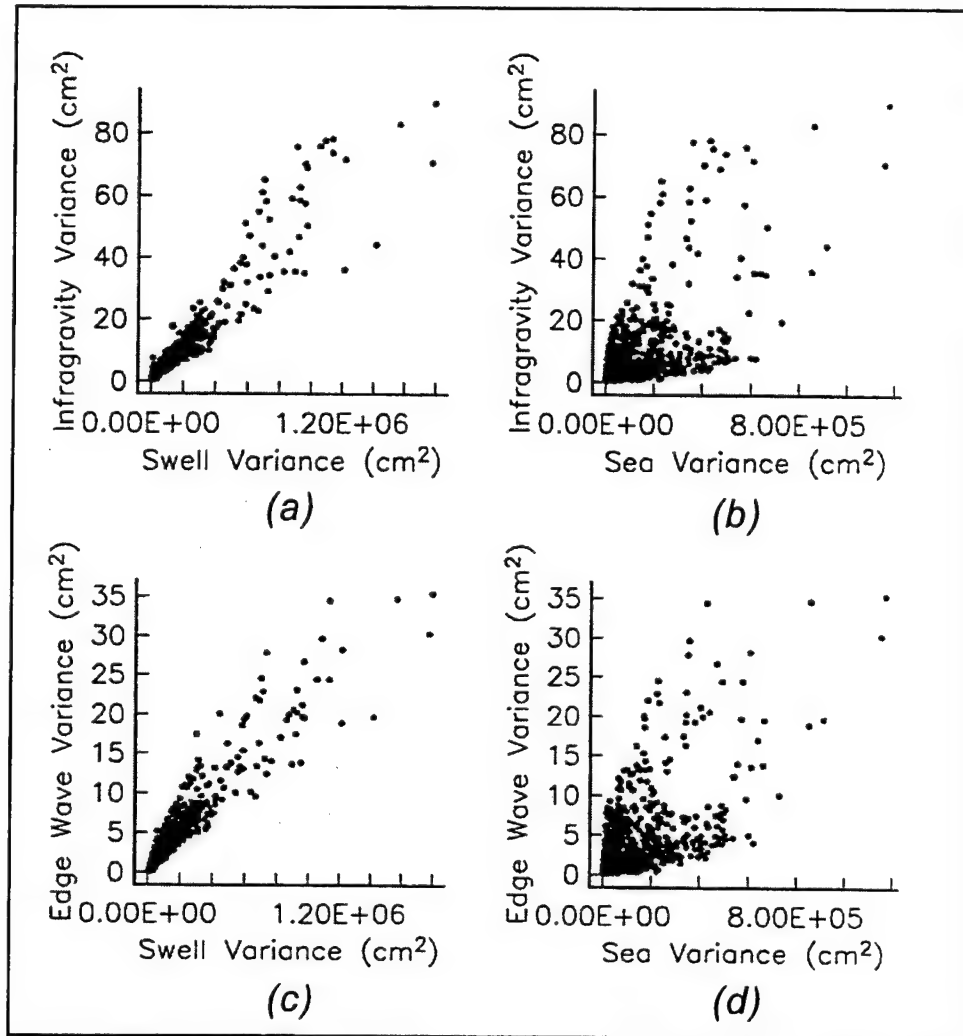 Infragravity Variance (cm²)
80
60
40
20
0
0.00E+00 1.20E+06
Swell Variance (cm²)
(a)
Infragravity Variance (cm²)
80
60
40
20
0
0.00E+00 8.00E+05
Sea Variance (cm²)
(b)
Edge Wave Variance (cm²)
35
30
25
20
15
10
5
0
0.00E+00 1.20E+06
Swell Variance (cm²)
(c)
Edge Wave Variance (cm²)
35
30
25
20
15
10
5
0
0.00E+00 8.00E+05
Sea Variance (cm²)
(d)